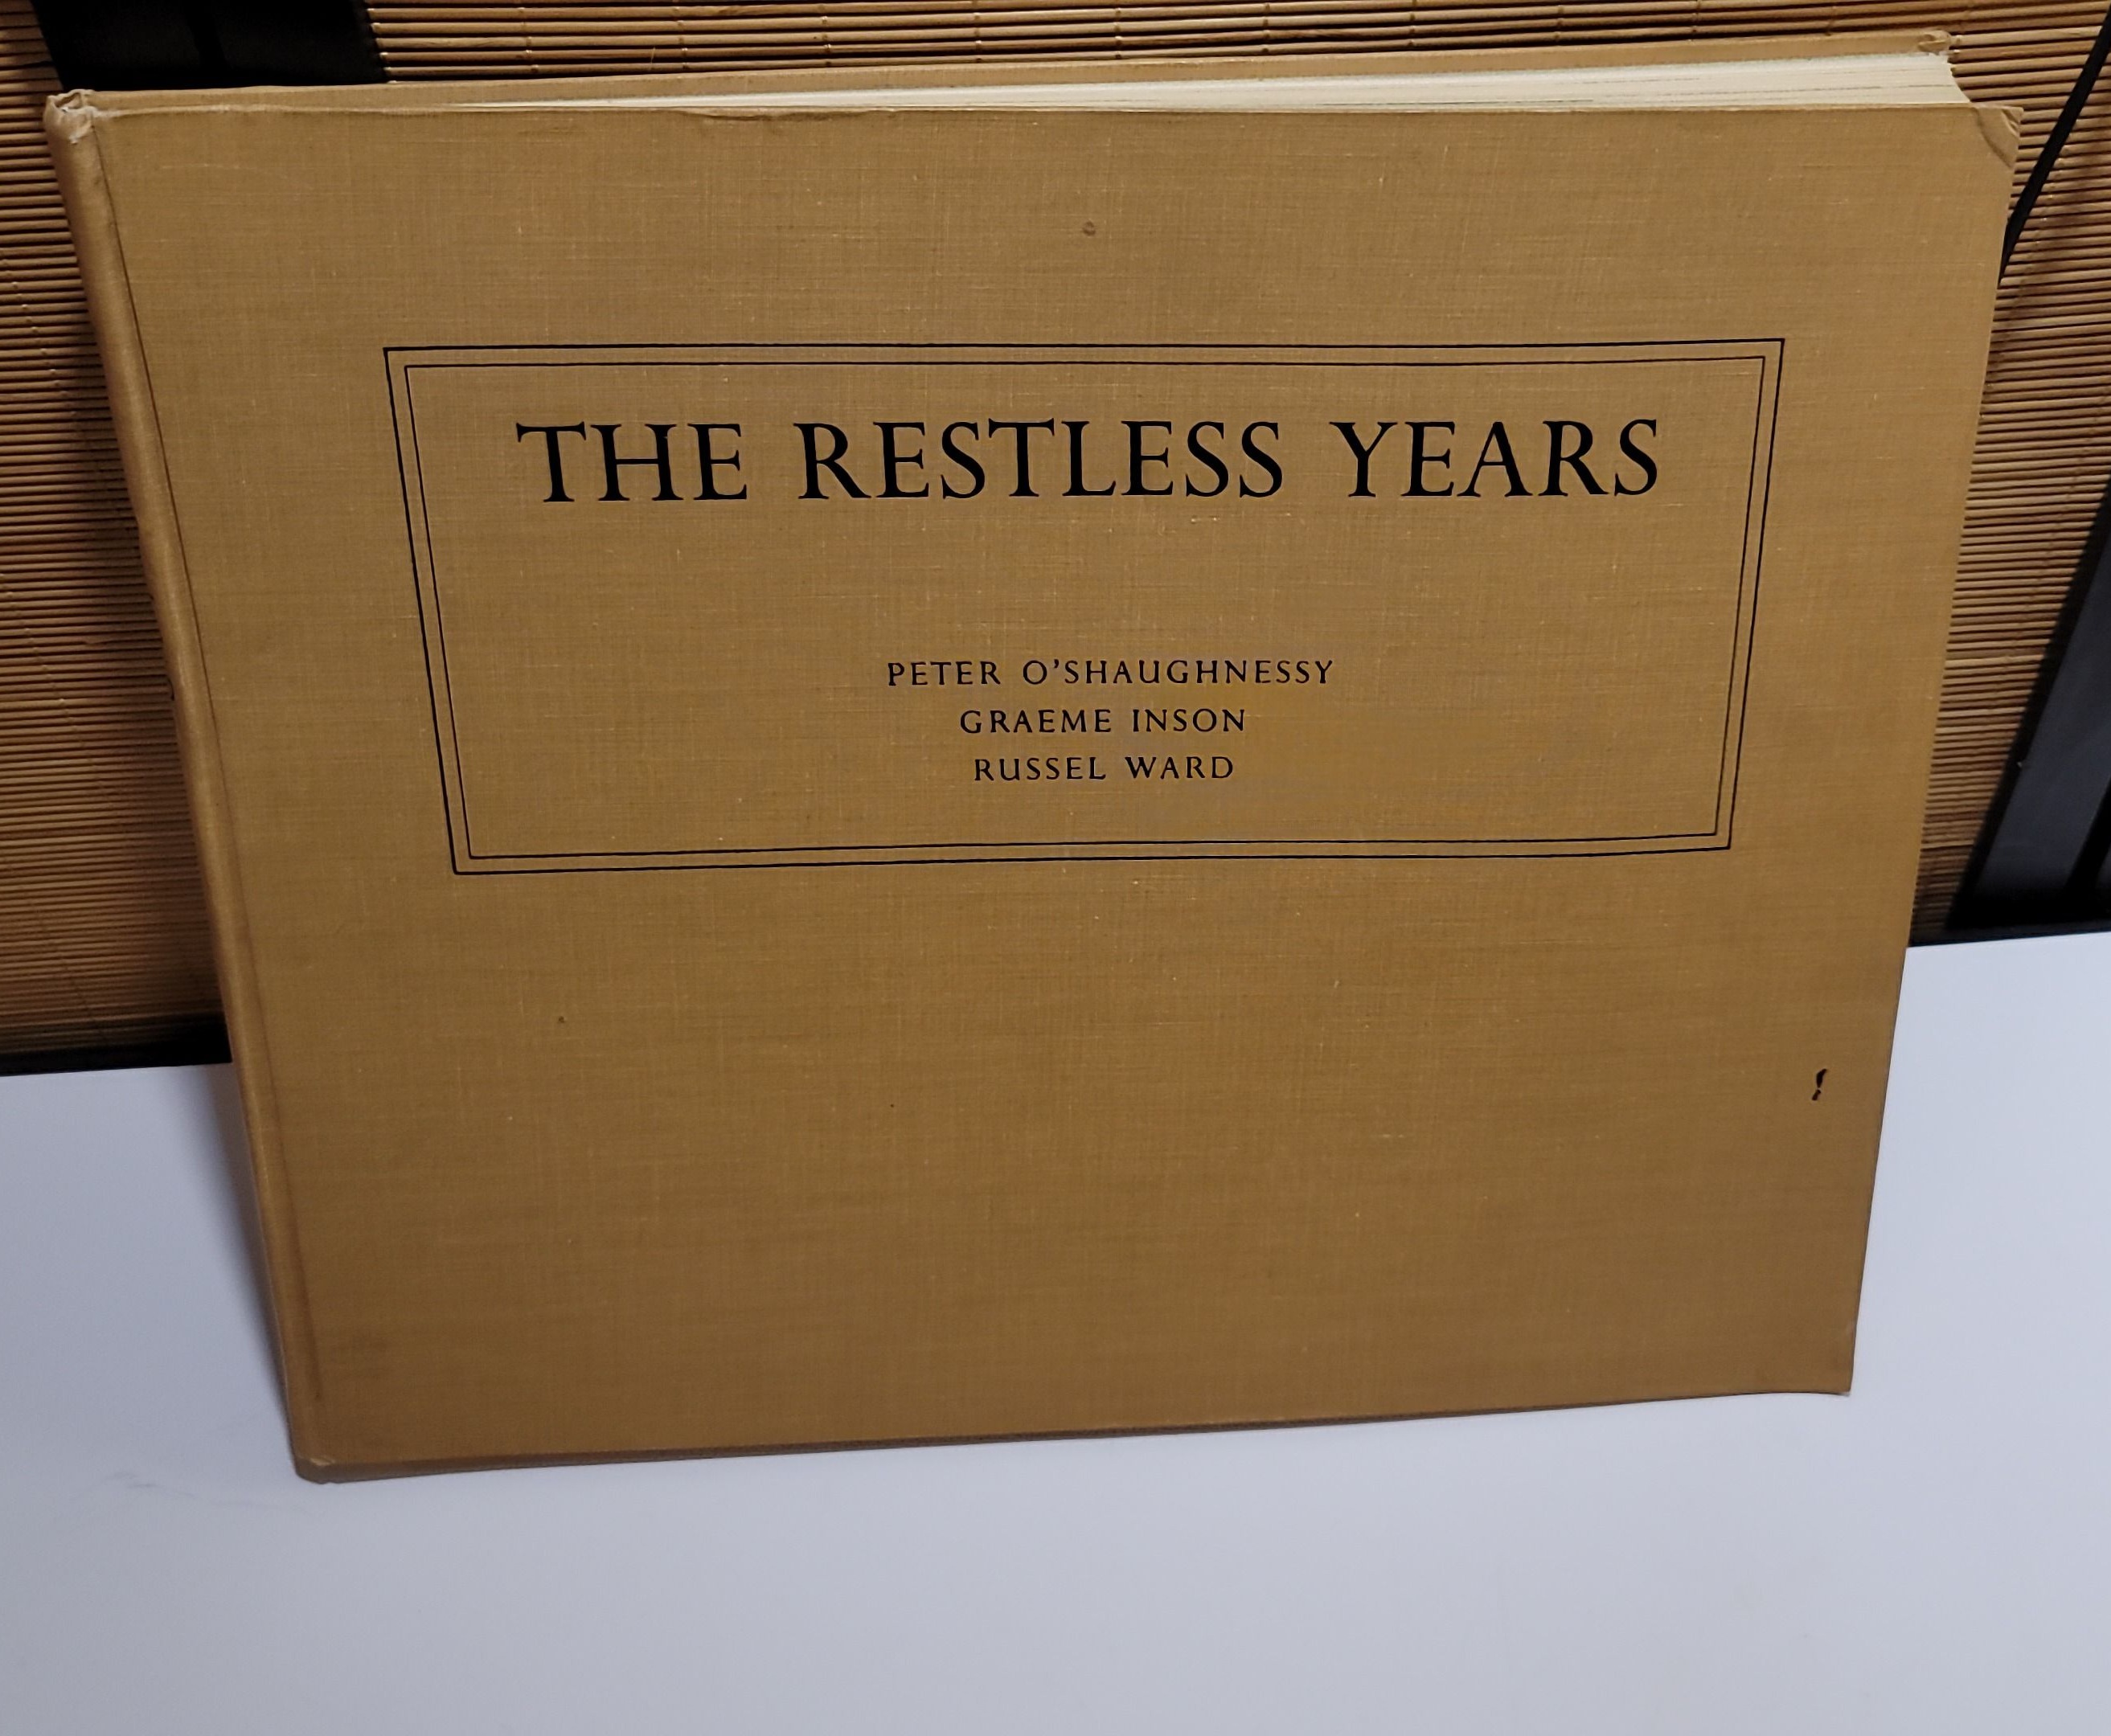 THE RESTLESS YEARS
PETER O'SHAUGHNESSY
GRAEME INSON
RUSSEL WARD